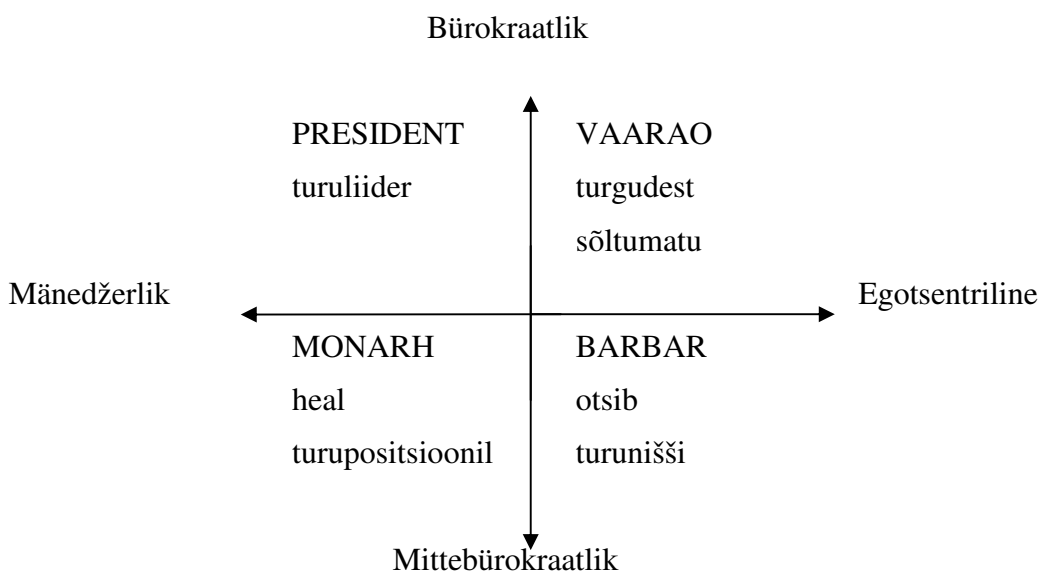 Bürokraatlik
PRESIDENT
turuliider
VAARAO
turgudest
sõltumatu
Mänedžerlik
Egotsentriline
MONARH
heal
turupositsioonil
BARBAR
otsib
turunišši
Mittebürokraatlik